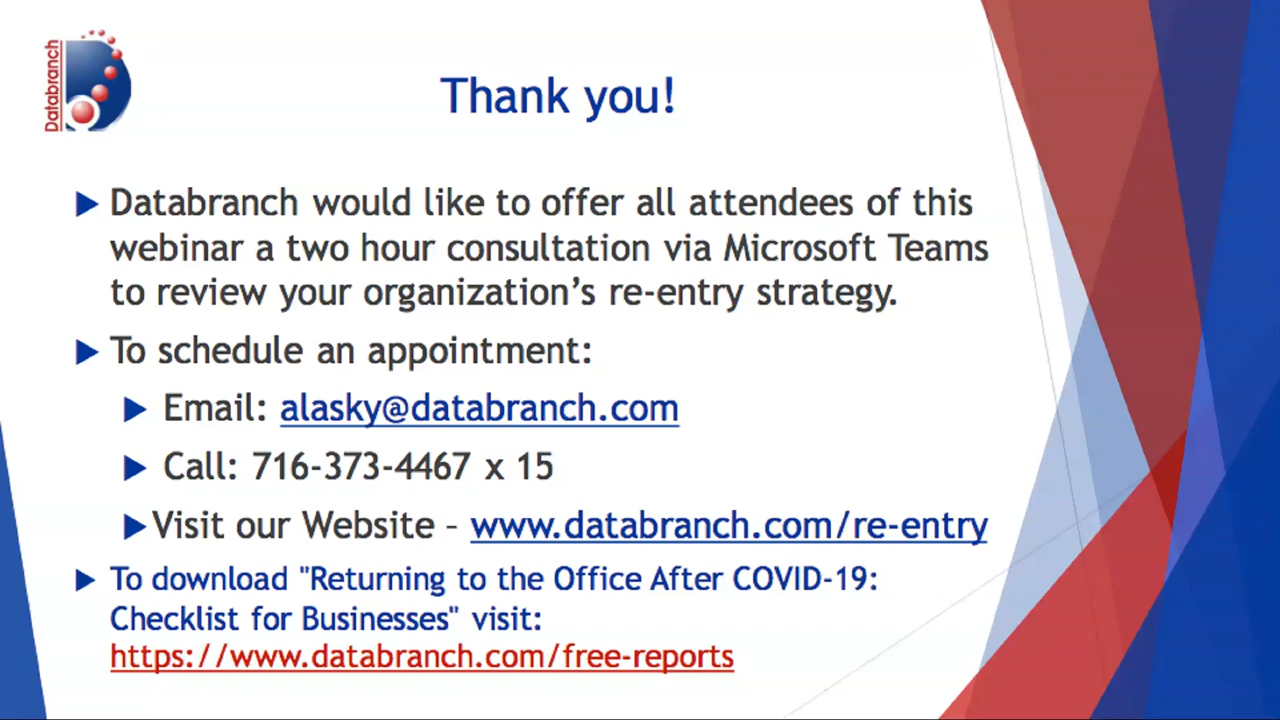 Databranch
Thank you!
Databranch would like to offer all attendees of this
webinar a two hour consultation via Microsoft Teams
to review your organization’s re-entry strategy.
To schedule an appointment:
Email: alasky@databranch.com
Call: 716-373-4467 x 15
Visit our Website – www.databranch.com/re-entry
To download "Returning to the Office After COVID-19:
Checklist for Businesses" visit:
https://www.databranch.com/free-reports